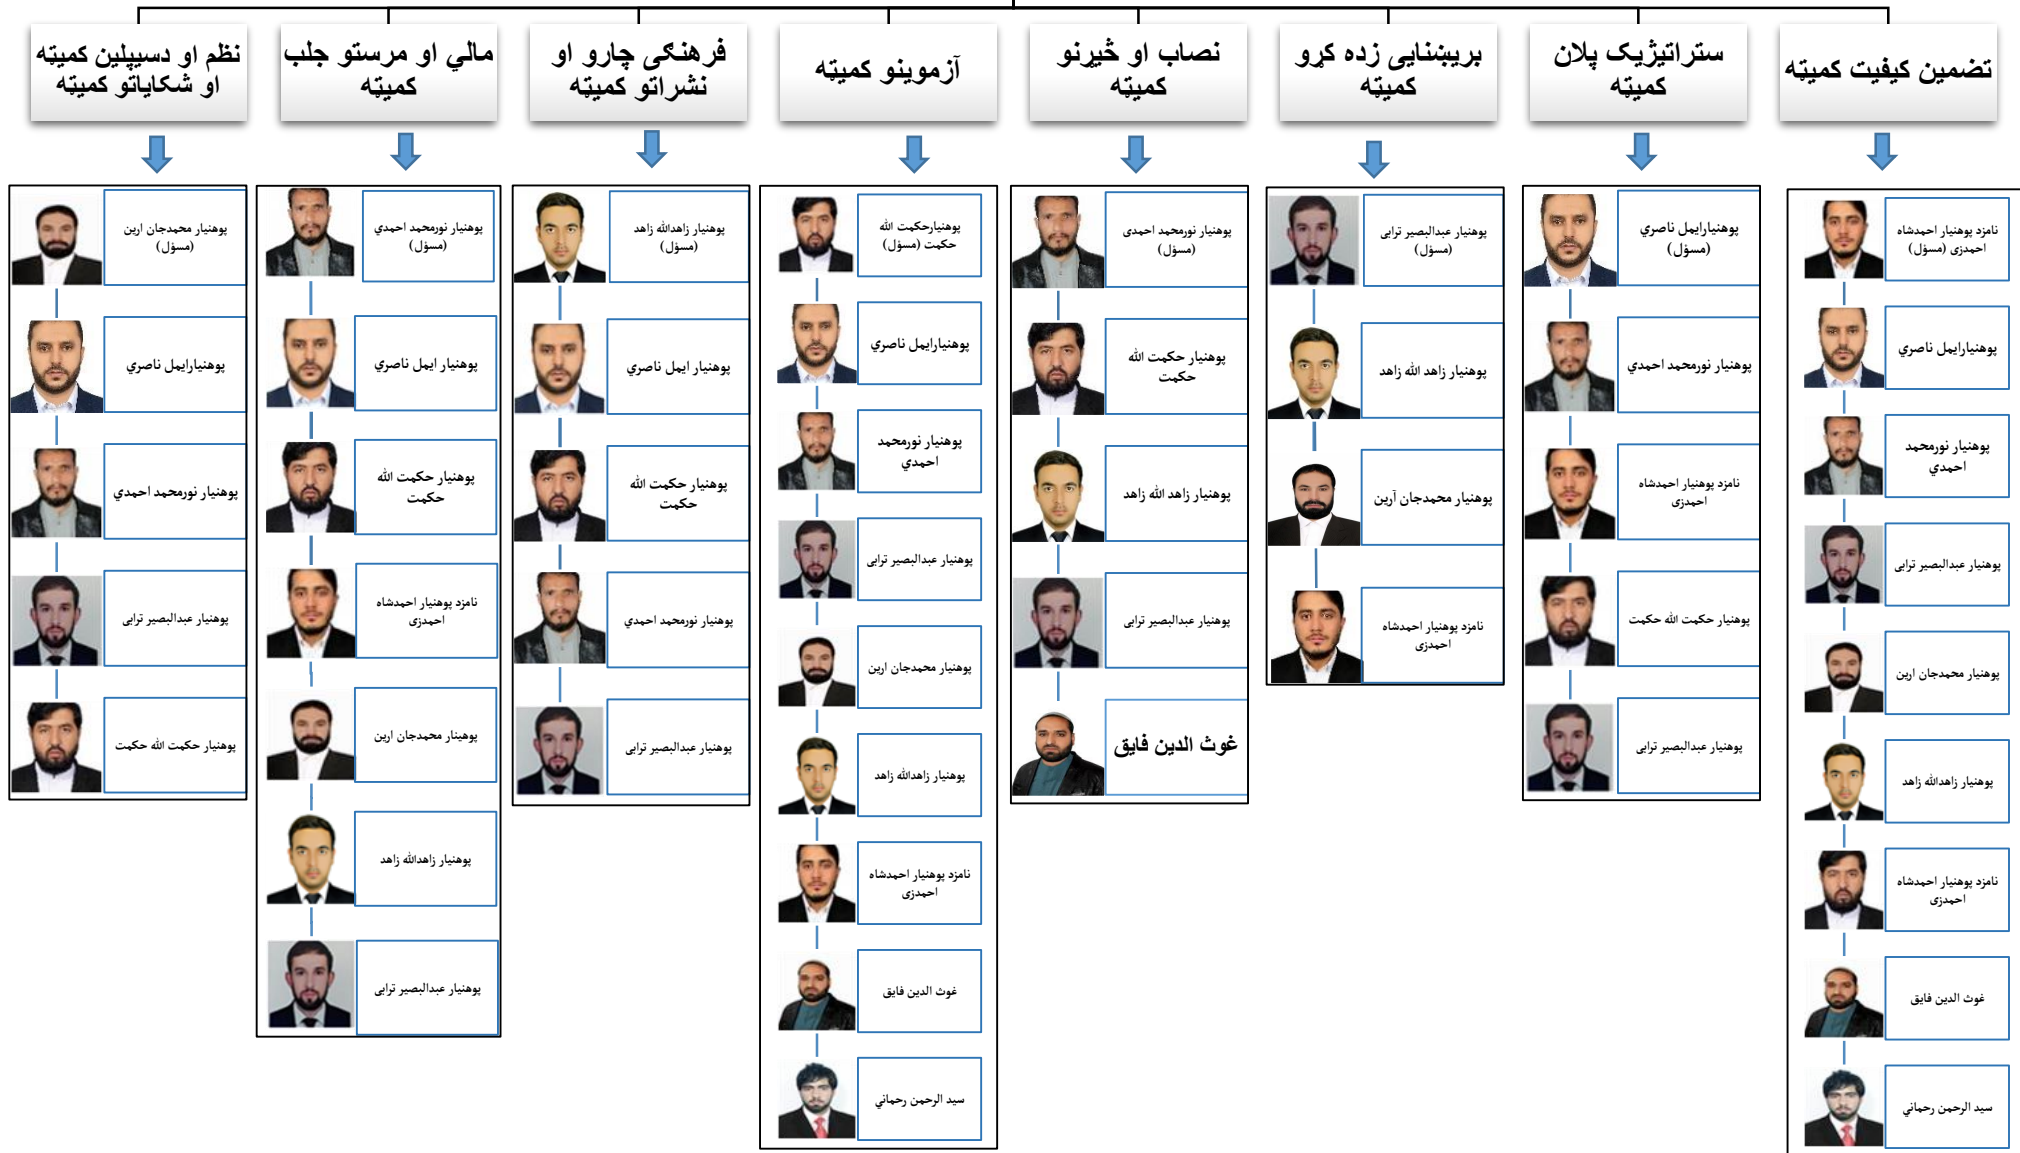 تضمین کیفیت کمیټه
ستراتیژیک پلان
کمیټه
بریښنایی زده کړو
کمیټه
نصاب او څیړنو
کمیټه
آزموینو کمیټه
فرهنګی چارو او
نشراتو کمیټه
مالي او مرستو جلب
کمیټه
نظم او دسیپلین کمیټه
او شکایاتو کمیټه
نامزد پوهنیار احمدشاه
احمدزی (مسؤل)
پوهنیارایمل ناصري
پوهنیار نورمحمد
احمدي
پوهنیار عبدالبصیر ترابی
پوهنیار محمدجان ارین
پوهنیار زاهدالله زاهد
نامزد پوهنیار احمدشاه
احمدزی
غوث الدین فایق
سید الرحمن رحماني
پوهنیارایمل ناصري
(مسؤل)
پوهنیار نورمحمد احمدي
نامزد پوهنیار احمدشاه
احمدزی
پوهنیار حکمت الله حکمت
پوهنیار عبدالبصیر ترابی
پوهنیار عبدالبصیر ترابی
(مسؤل)
پوهنیار زاهد الله زاهد
پوهنیار محمدجان آرین
نامزد پوهنیار احمدشاه
احمدزی
پوهنیار نورمحمد احمدی
(مسؤل)
پوهنیار حکمت الله
حکمت
پوهنیار زاهد الله زاهد
پوهنیار عبدالبصیر ترابی
غوث الدین فایق
پوهنیارحکمت الله
حکمت (مسؤل)
پوهنیارایمل ناصري
پوهنیار نورمحمد
احمدي
پوهنیار عبدالبصیر ترابی
پوهنیار محمدجان ارین
پوهنیار زاهدالله زاهد
نامزد پوهنیار احمدشاه
احمدزی
غوث الدین فایق
سید الرحمن رحماني
پوهنیار زاهدالله زاهد
(مسؤل)
پوهنیار ایمل ناصري
پوهنیار حکمت الله
حکمت
پوهنیار نورمحمد احمدي
پوهنیار عبدالبصیر ترابی
پوهنیار نورمحمد احمدي
(مسؤل)
پوهنیار ایمل ناصري
پوهنیار حکمت الله
حکمت
نامزد پوهنیار احمدشاه
احمدزی
پوهینار محمدجان ارین
پوهنیار زاهدالله زاهد
پوهنیار عبدالبصیر ترابی
پوهنیار محمدجان ارین
(مسؤل)
پوهنیارایمل ناصري
پوهنیار نورمحمد احمدي
پوهنیار عبدالبصیر ترابی
پوهنیار حکمت الله حکمت